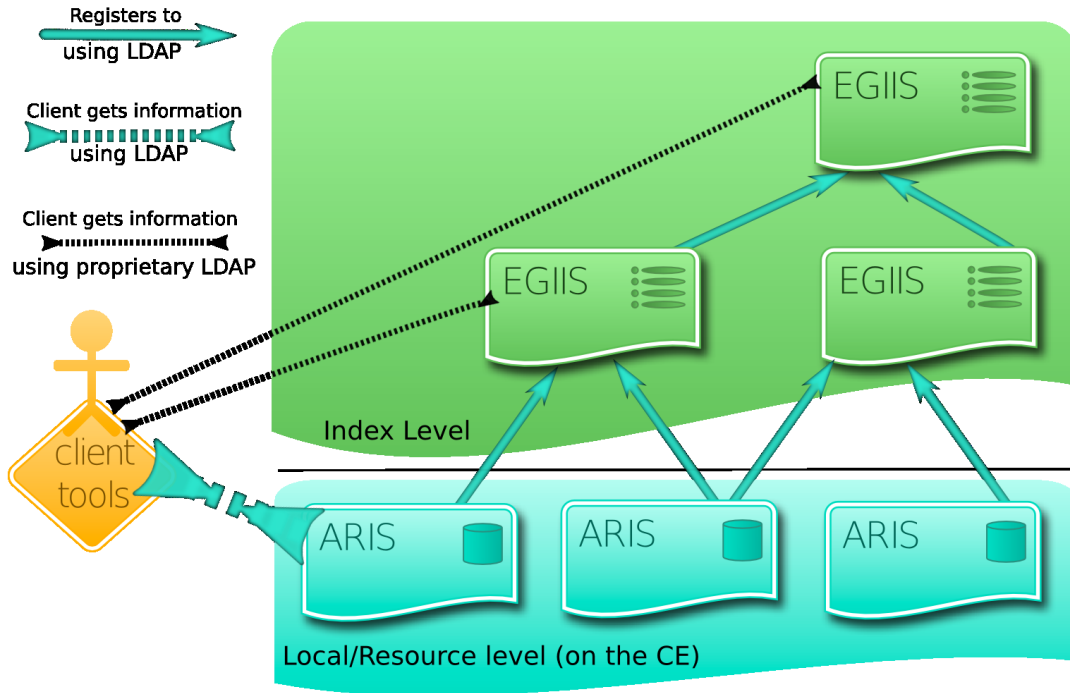 Registers to
using LDAP
Client gets information
using LDAP
Client gets information
using proprietary LDAP
EGIIS
EGIIS
EGIIS
client
tools
Index Level
ARIS
ARIS
ARIS
Local/Resource level (on the CE)